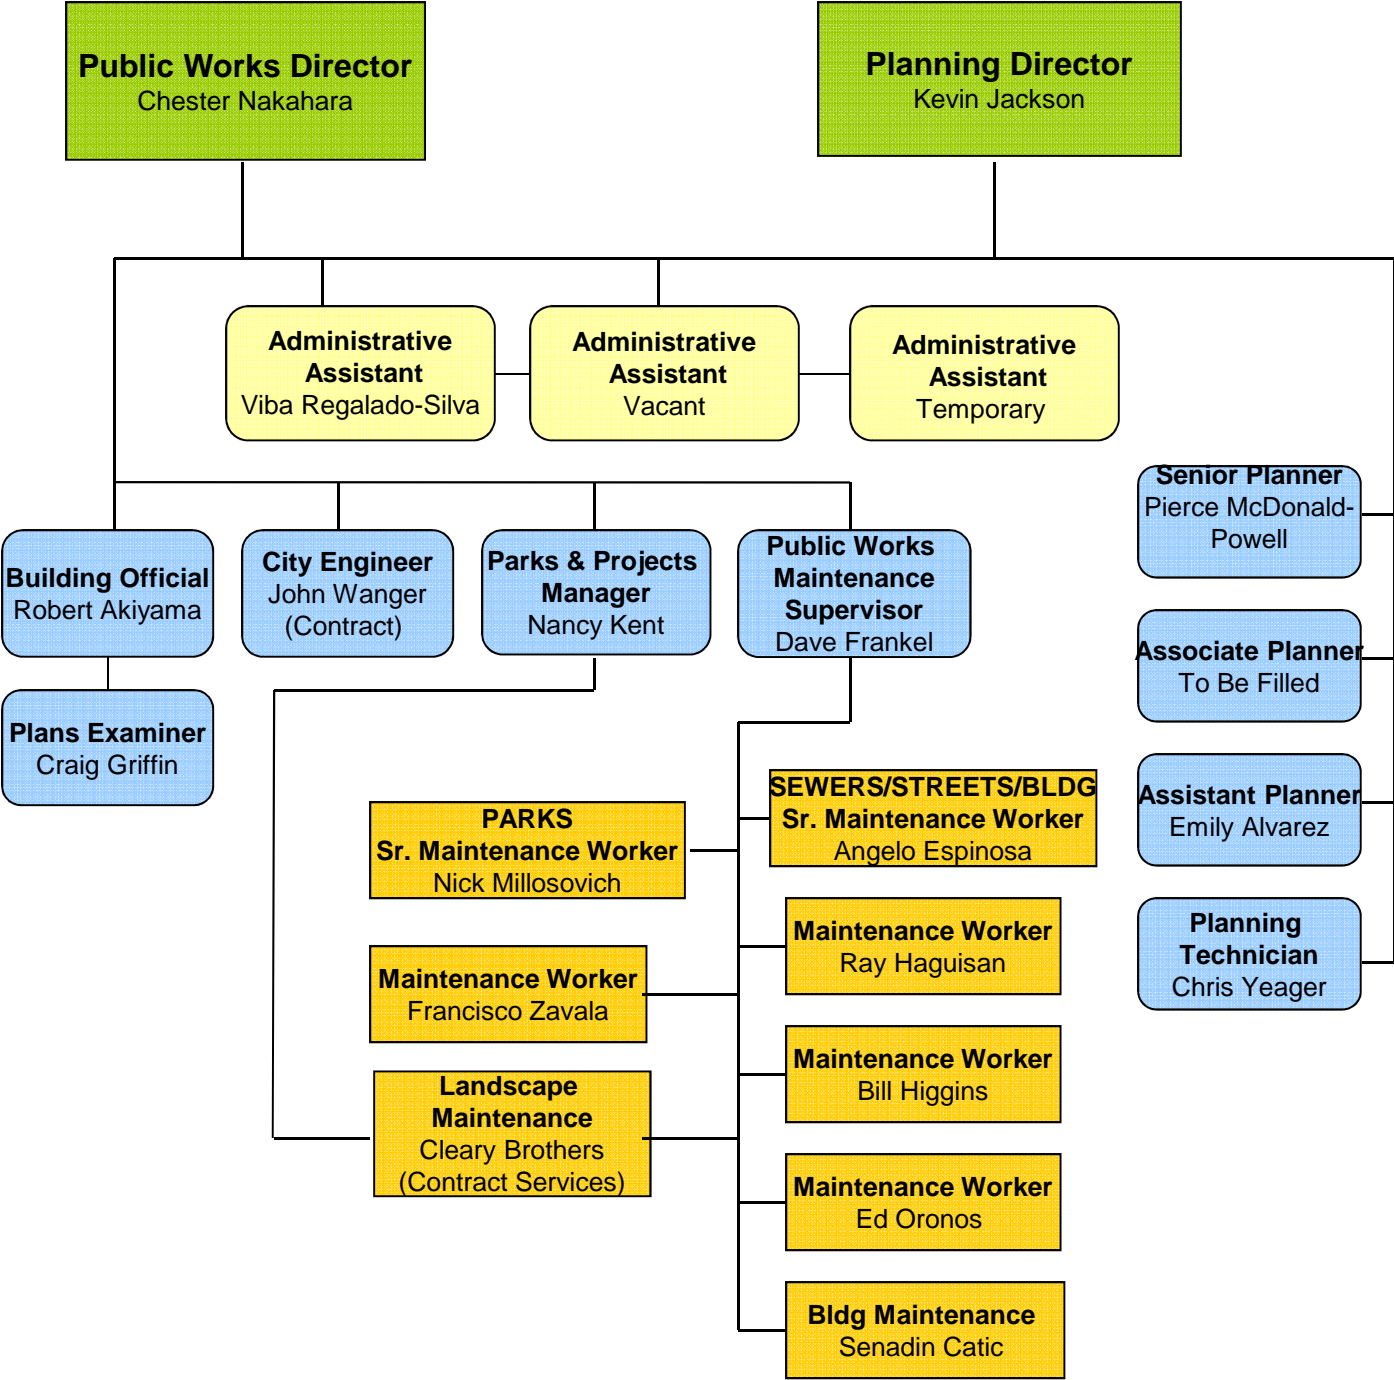 Public Works Director
Chester Nakahara
Planning Director
Kevin Jackson
Administrative
Assistant
Viba Regalado-Silva
Administrative
Assistant
Vacant
Administrative
Assistant
Temporary
Senior Planner
Pierce McDonald-
Powell
Building Official
Robert Akiyama
City Engineer
John Wanger
(Contract)
Parks & Projects
Manager
Nancy Kent
Public Works
Maintenance
Supervisor
Dave Frankel
Associate Planner
To Be Filled
Plans Examiner
Craig Griffin
Assistant Planner
Emily Alvarez
Planning
Technician
Chris Yeager
PARKS
Sr. Maintenance Worker
Nick Millosovich
Maintenance Worker
Francisco Zavala
Landscape
Maintenance
Cleary Brothers
(Contract Services)
SEWERS/STREETS/BLDG
Sr. Maintenance Worker
Angelo Espinosa
Maintenance Worker
Ray Haguisan
Maintenance Worker
Bill Higgins
Maintenance Worker
Ed Oronos
Bldg Maintenance
Senadin Catic